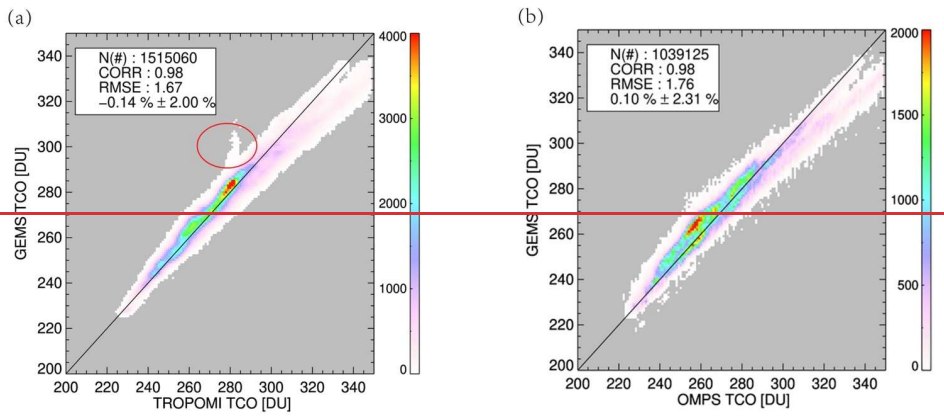 (a)
N(#) : 1515060
CORR : 0.98
RMSE : 1.67
−0.14 % ± 2.00 %
GEMS TCO [DU]
340
320
300
280
260
240
220
200
200 220 240 260 280 300 320 340
TROPOMI TCO [DU]
4000
3000
2000
1000
0
(b)
N(#) : 1039125
CORR : 0.98
RMSE : 1.76
0.10 % ± 2.31 %
GEMS TCO [DU]
340
320
300
280
260
240
220
200
200 220 240 260 280 300 320 340
OMPS TCO [DU]
2000
1500
1000
500
0